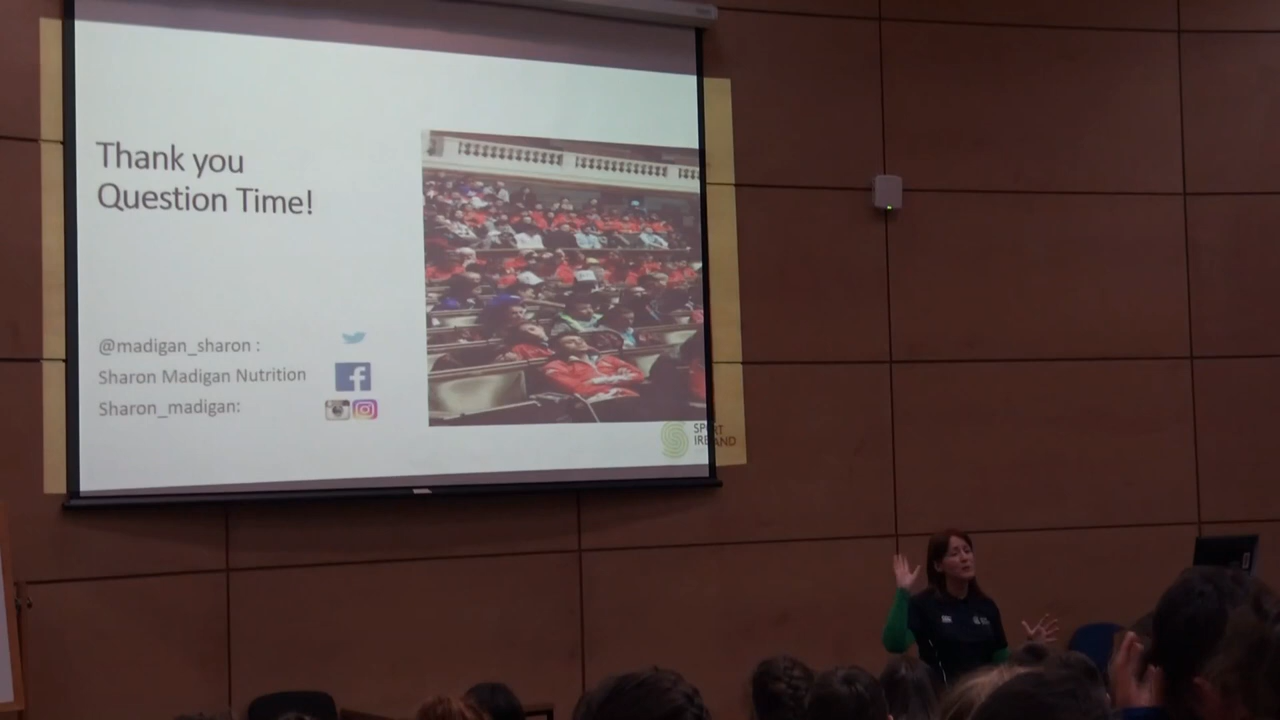 Thank you
Question Time!
@madigan_sharon :
Sharon Madigan Nutrition
Sharon_madigan:
SPORT
IRELAND